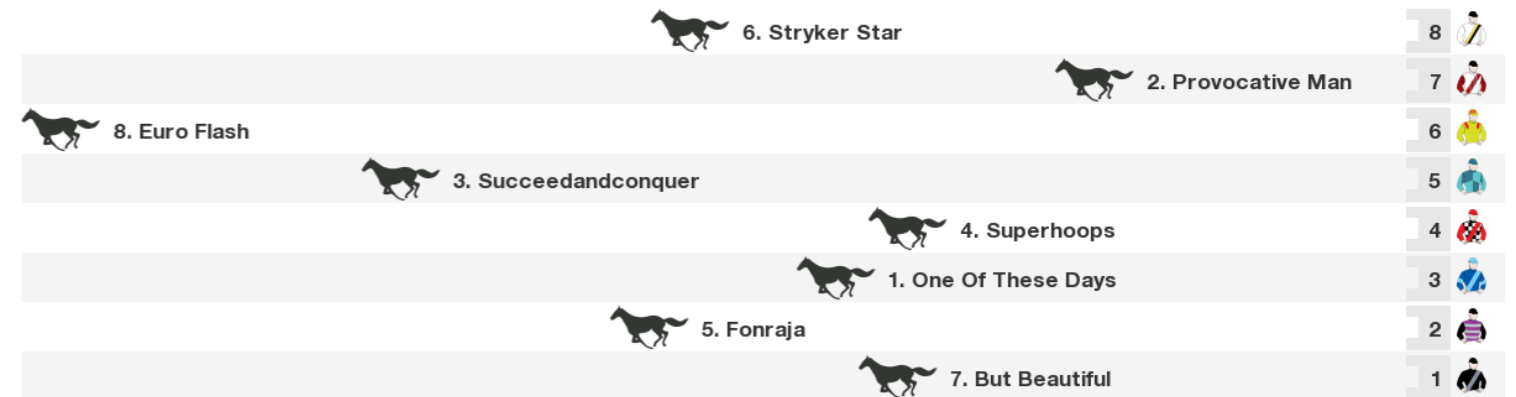 6. Stryker Star 8
2. Provocative Man 7
8. Euro Flash 6
3. Succeedandconquer 5
4. Superhoops 4
1. One Of These Days 3
5. Fonraja 2
7. But Beautiful 1